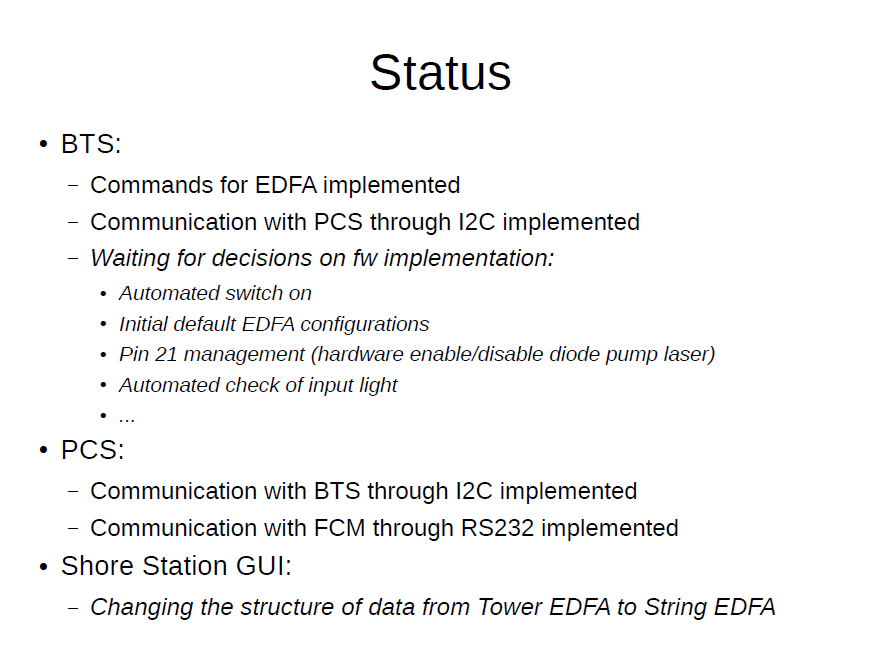 Status
• BTS:
– Commands for EDFA implemented
– Communication with PCS through I2C implemented
– Waiting for decisions on fw implementation:
• Automated switch on
• Initial default EDFA configurations
• Pin 21 management (hardware enable/disable diode pump laser)
• Automated check of input light
• ...
• PCS:
– Communication with BTS through I2C implemented
– Communication with FCM through RS232 implemented
• Shore Station GUI:
– Changing the structure of data from Tower EDFA to String EDFA